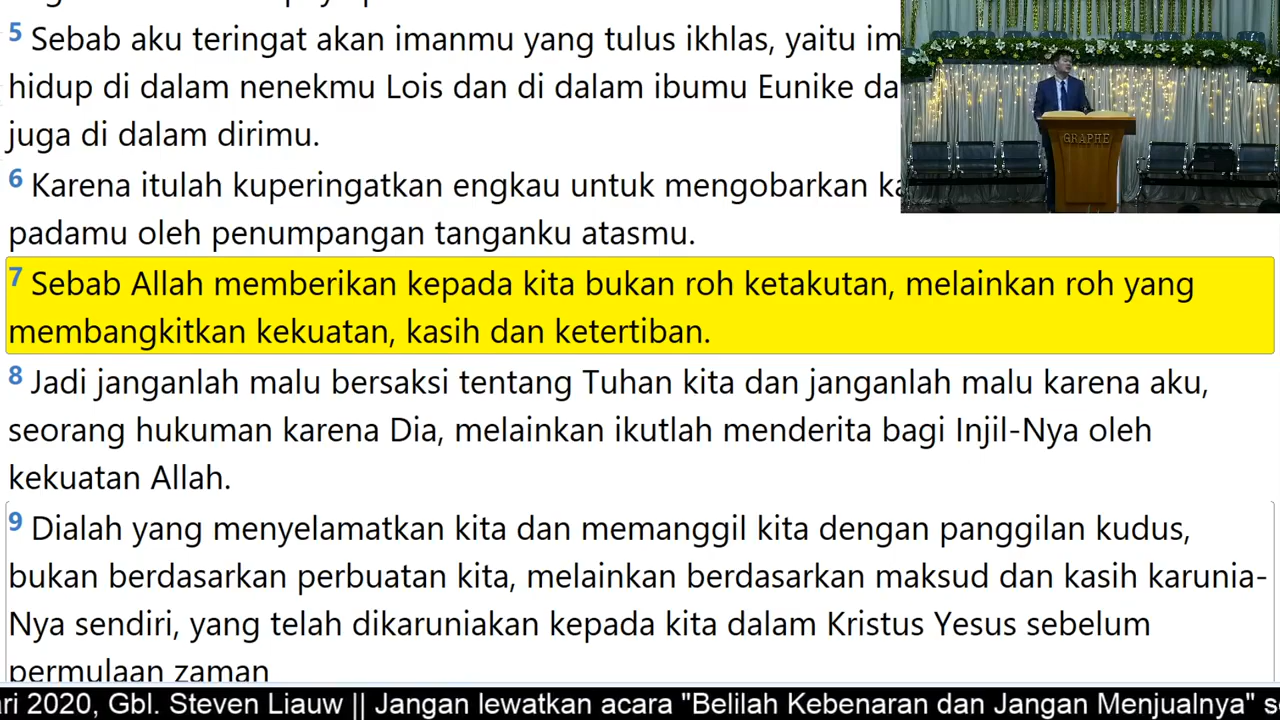 5 Sebab aku teringat akan imanmu yang tulus ikhlas, yaitu
hidup di dalam nenekmu Lois dan di dalam ibumu Eunike
juga di dalam dirimu.
6 Karena itulah kuperingatkan engkau untuk mengobarkan
padamu oleh penumpangan tanganku atasmu.
7 Sebab Allah memberikan kepada kita bukan roh ketakutan, melainkan roh yang
membangkitkan kekuatan, kasih dan ketertiban.
8 Jadi janganlah malu bersaksi tentang Tuhan kita dan janganlah malu karena aku,
seorang hukuman karena Dia, melainkan ikutlah menderita bagi Injil-Nya oleh
kekuatan Allah.
9 Dialah yang menyelamatkan kita dan memanggil kita dengan panggilan kudus,
bukan berdasarkan perbuatan kita, melainkan berdasarkan maksud dan kasih karunia-
Nya sendiri, yang telah dikaruniakan kepada kita dalam Kristus Yesus sebelum
permulaan zaman
GRAPHE
ri 2020, Gbl. Steven Liauw || Jangan lewatkan acara "Belilah Kebenaran dan Jangan Menjualnya" s